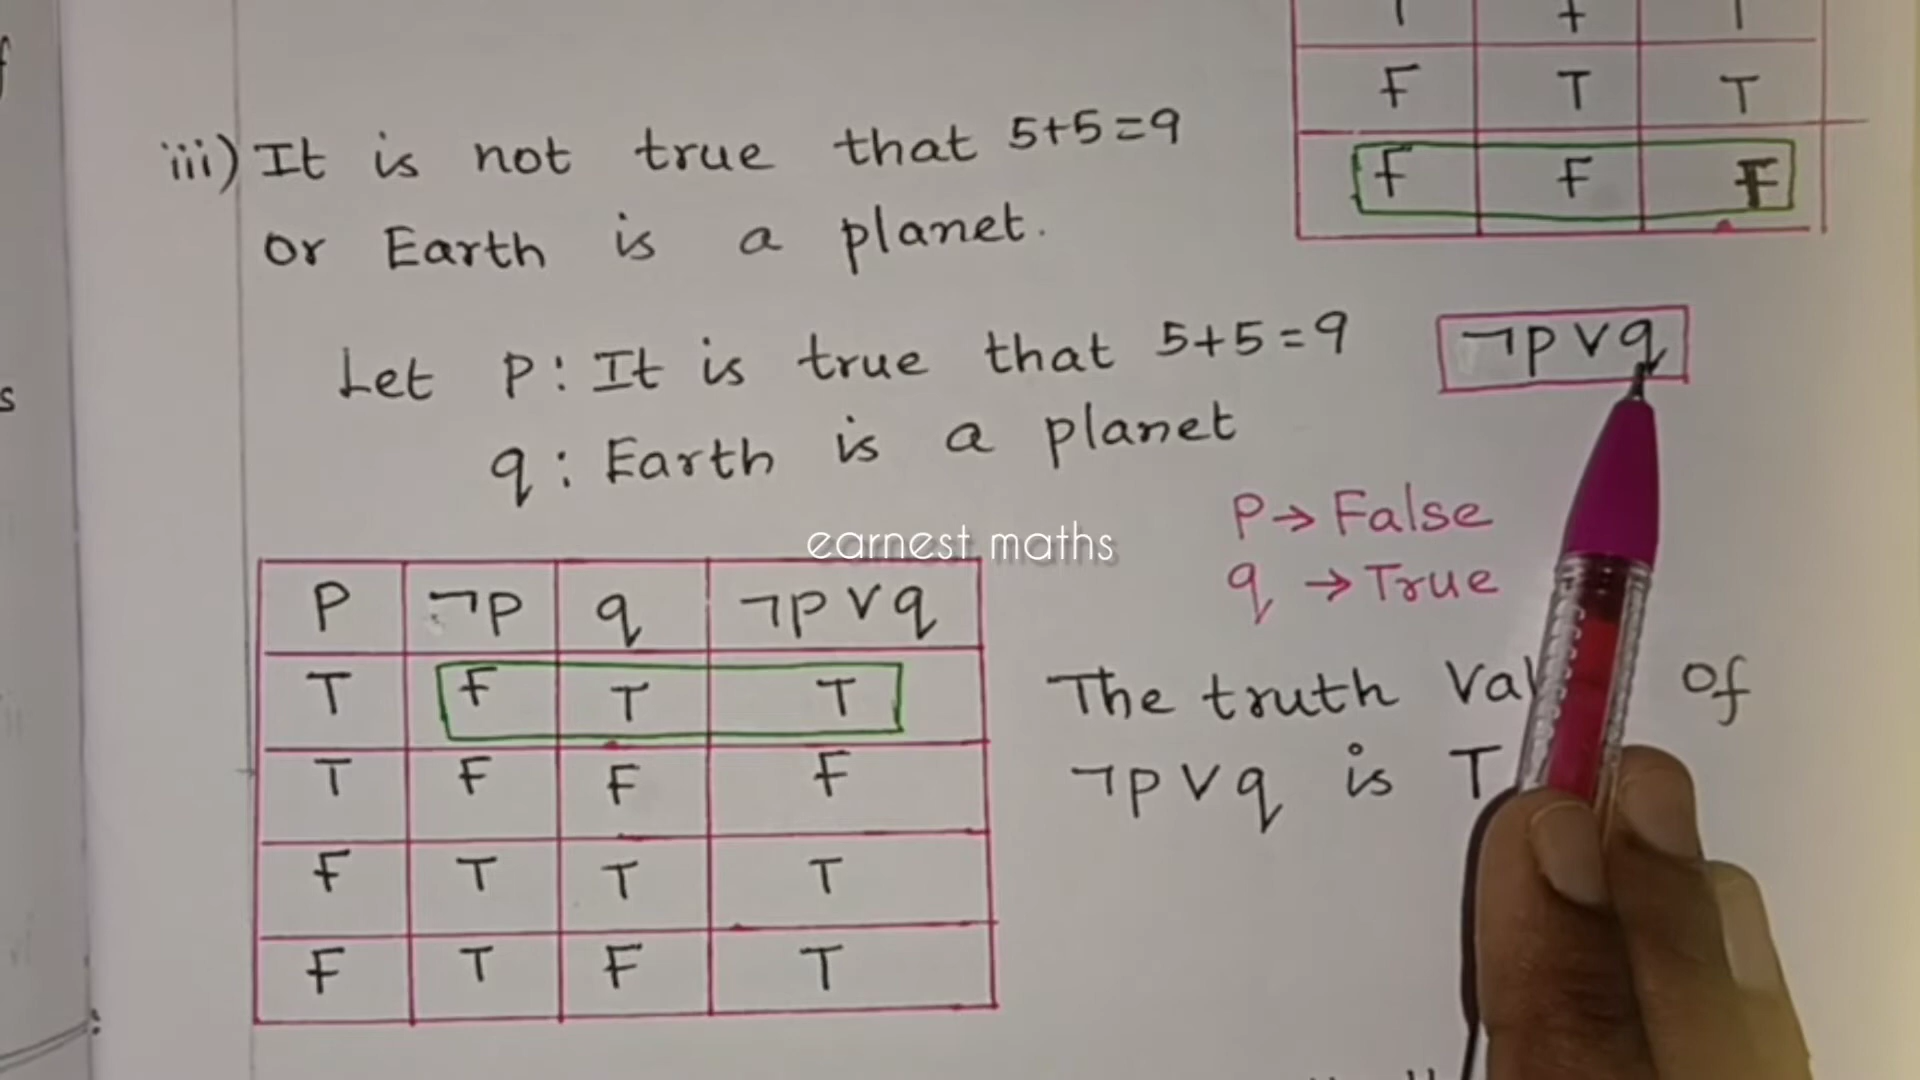 T T T
F T T
F F F
iii) It is not true that 5+5=9
or Earth is a planet.
Let P: It is true that 5+5=9
¬p∨q
q: Earth is a planet
P→False
q→True
earnest maths
P ¬p q ¬p∨q
T F T T
T F F F
F T T T
F T F T
The truth of
¬p∨q is T
s